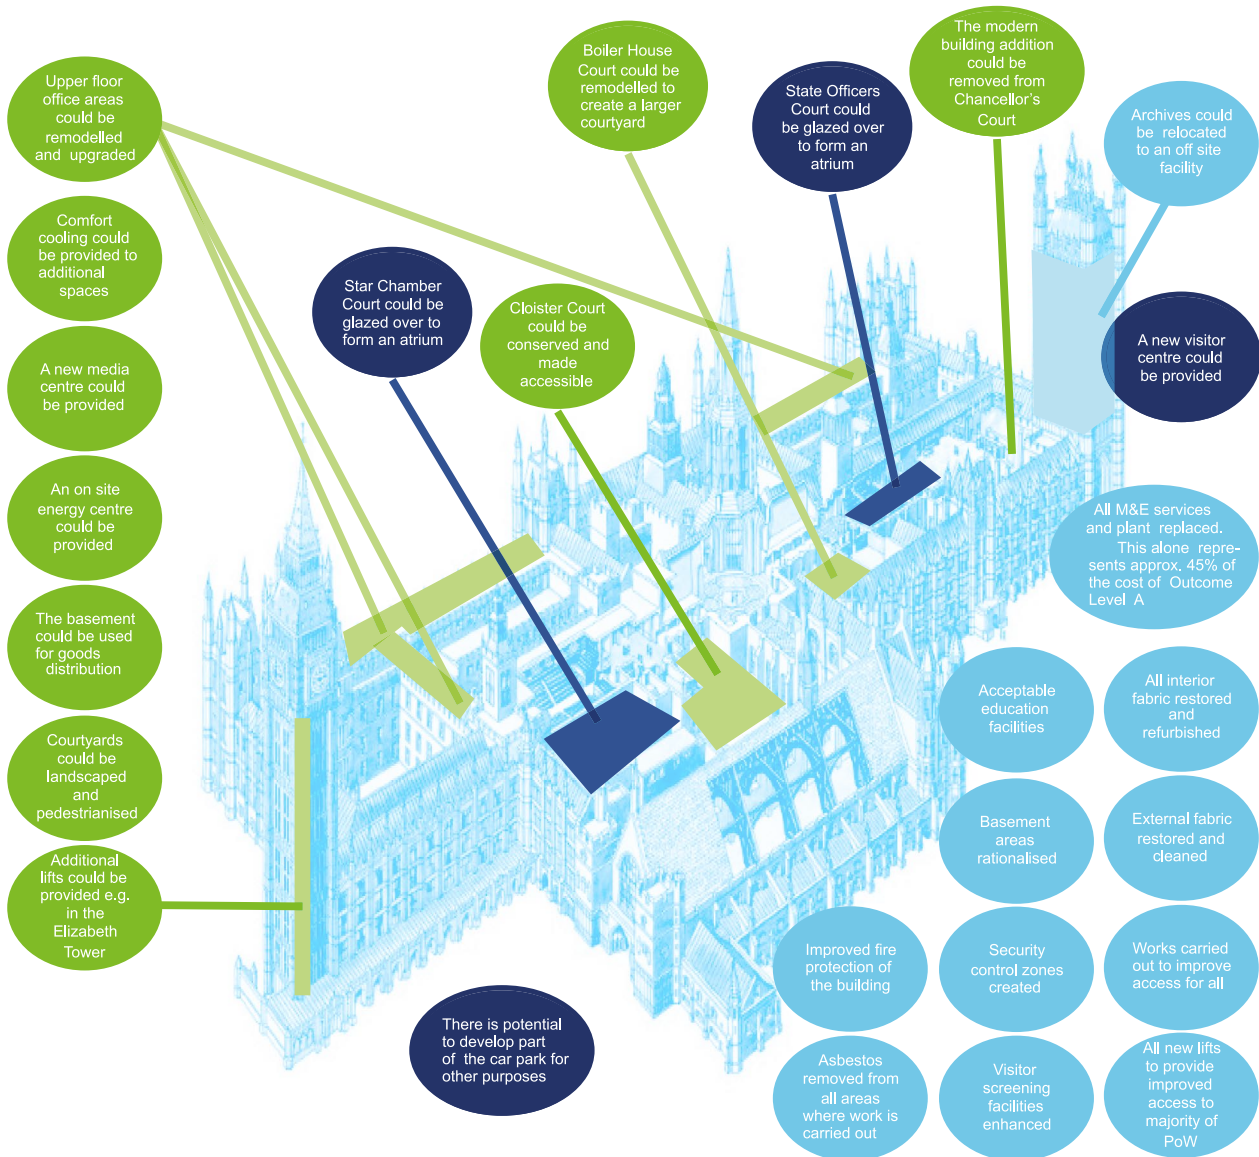 Upper floor
office areas
could be
remodelled
and upgraded
Comfort
cooling could
be provided to
additional
spaces
A new media
centre could
be provided
An on site
energy centre
could be
provided
The basement
could be used
for goods
distribution
Courtyards
could be
landscaped
and
pedestrianised
Additional
lifts could be
provided e.g.
in the
Elizabeth
Tower
Star Chamber
Court could be
glazed over to
form an atrium
Cloister Court
could be
conserved and
made
accessible
Boiler House
Court could be
remodelled to
create a larger
courtyard
State Officers
Court could
be glazed over
to form an
atrium
The modern
building addition
could be
removed from
Chancellor's
Court
Archives could
be relocated
to an off site
facility
A new visitor
centre could
be provided
All M&E services
and plant replaced.
This alone repre-
sents approx. 45% of
the cost of Outcome
Level A
Acceptable
education
facilities
All interior
fabric restored
and
refurbished
Basement
areas
rationalised
External fabric
restored and
cleaned
Improved fire
protection of
the building
Security
control zones
created
Works carried
out to improve
access for all
There is potential
to develop part
of the car park for
other purposes
Asbestos
removed from
all areas
where work is
carried out
Visitor
screening
facilities
enhanced
All new lifts
to provide
improved
access to
majority of
PoW